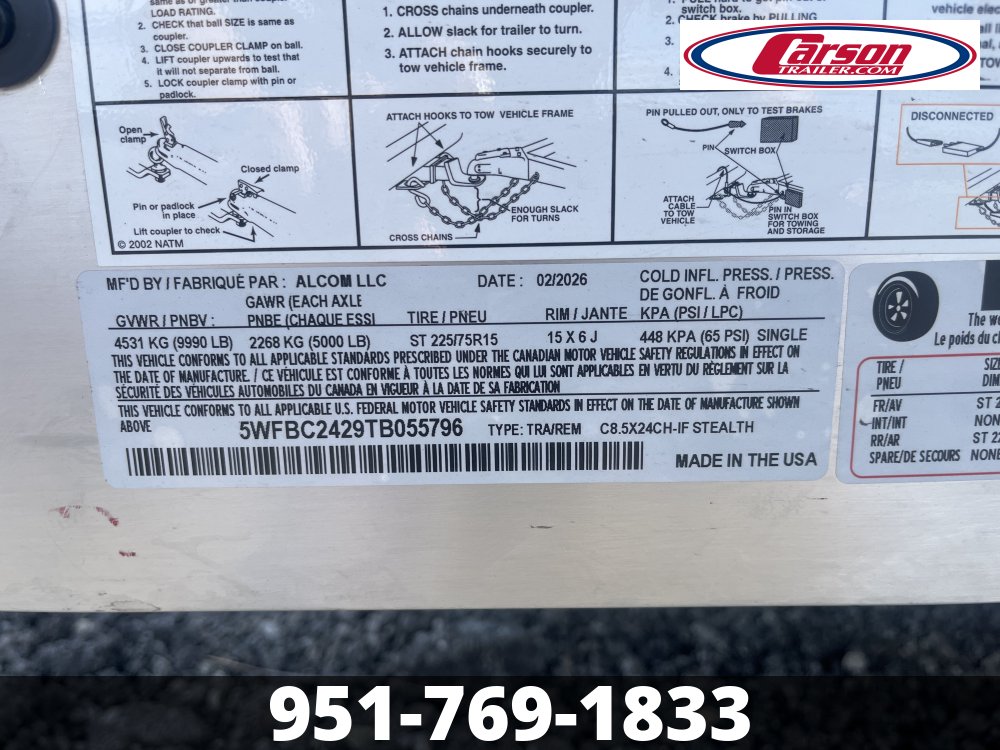 same as or greater than coupler
LOAD RATING.
2. CHECK that ball SIZE is same as
coupler.
3. CLOSE COUPLER CLAMP on ball.
4. LIFT coupler upwards to test that
it will not separate from ball.
5. LOCK coupler clamp with pin or
padlock.
1. CROSS chains underneath coupler.
2. ALLOW slack for trailer to turn.
3. ATTACH chain hooks securely to
tow vehicle frame.
switch box.
2. CHECK brake by PULLING
3.
4.
vehicle elec
Carson
TRAILER.COM
Open
clamp
Closed clamp
Pin or padlock
in place
Lift coupler to check
© 2002 NATM
ATTACH HOOKS TO TOW VEHICLE FRAME
ENOUGH SLACK
FOR TURNS
CROSS CHAINS
PIN PULLED OUT, ONLY TO TEST BRAKES
PIN
SWITCH BOX
ATTACH
CABLE
TO TOW
VEHICLE
PIN IN
SWITCH BOX
FOR TOWING
AND STORAGE
DISCONNECTED
MF'D BY / FABRIQUÉ PAR : ALCOM LLC DATE : 02/2026 COLD INFL. PRESS. / PRESS.
GAWR (EACH AXLE DE GONFL. À FROID
GVWR / PNBV : PNBE (CHAQUE ESSI TIRE / PNEU RIM / JANTE KPA (PSI / LPC)
4531 KG (9990 LB) 2268 KG (5000 LB) ST 225/75R15 15 X 6 J 448 KPA (65 PSI) SINGLE
THIS VEHICLE CONFORMS TO ALL APPLICABLE STANDARDS PRESCRIBED UNDER THE CANADIAN MOTOR VEHICLE SAFETY REGULATIONS IN EFFECT ON
THE DATE OF MANUFACTURE. / CE VÉHICULE EST CONFORME À TOUTES LES NORMES QUI LUI SONT APPLICABLES EN VERTU DU RÈGLEMENT SUR LA
SÉCURITÉ DES VÉHICULES AUTOMOBILES DU CANADA EN VIGUEUR À LA DATE DE SA FABRICATION
THIS VEHICLE CONFORMS TO ALL APPLICABLE U.S. FEDERAL MOTOR VEHICLE SAFETY STANDARDS IN EFFECT ON THE DATE OF MANUFACTURE SHOWN
ABOVE 5WFBC2429TB055796 TYPE: TRA/REM C8.5X24CH-IF STEALTH
MADE IN THE USA
The
Le poids du
TIRE /
PNEU
FR/AV ST
INT/INT NON
RR/AR ST
SPARE/DE SECOURS NONE
951-769-1833